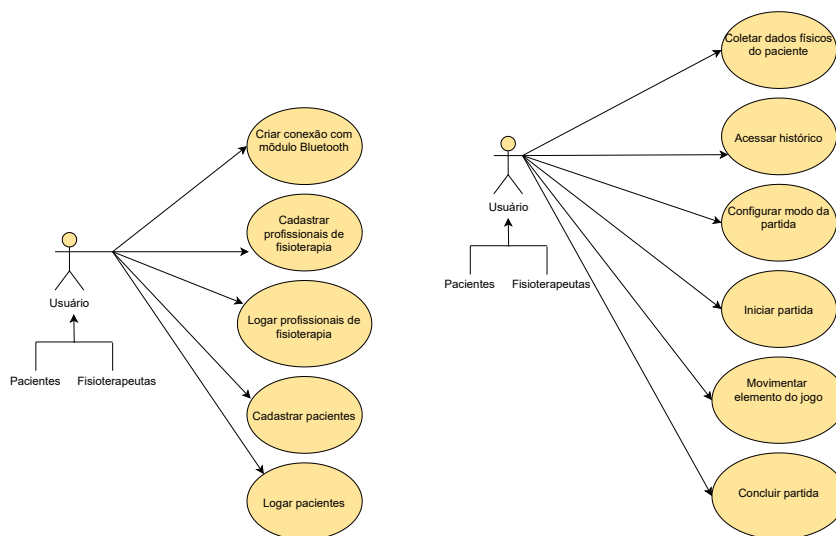 Criar conexão com
módulo Bluetooth
Cadastrar
profissionais de
fisioterapia
Usuário
Logar profissionais de
fisioterapia
Pacientes
Fisioterapeutas
Cadastrar pacientes
Logar pacientes
Coletar dados físicos
do paciente
Acessar histórico
Usuário
Configurar modo da
partida
Pacientes
Fisioterapeutas
Iniciar partida
Movimentar
elemento do jogo
Concluir partida